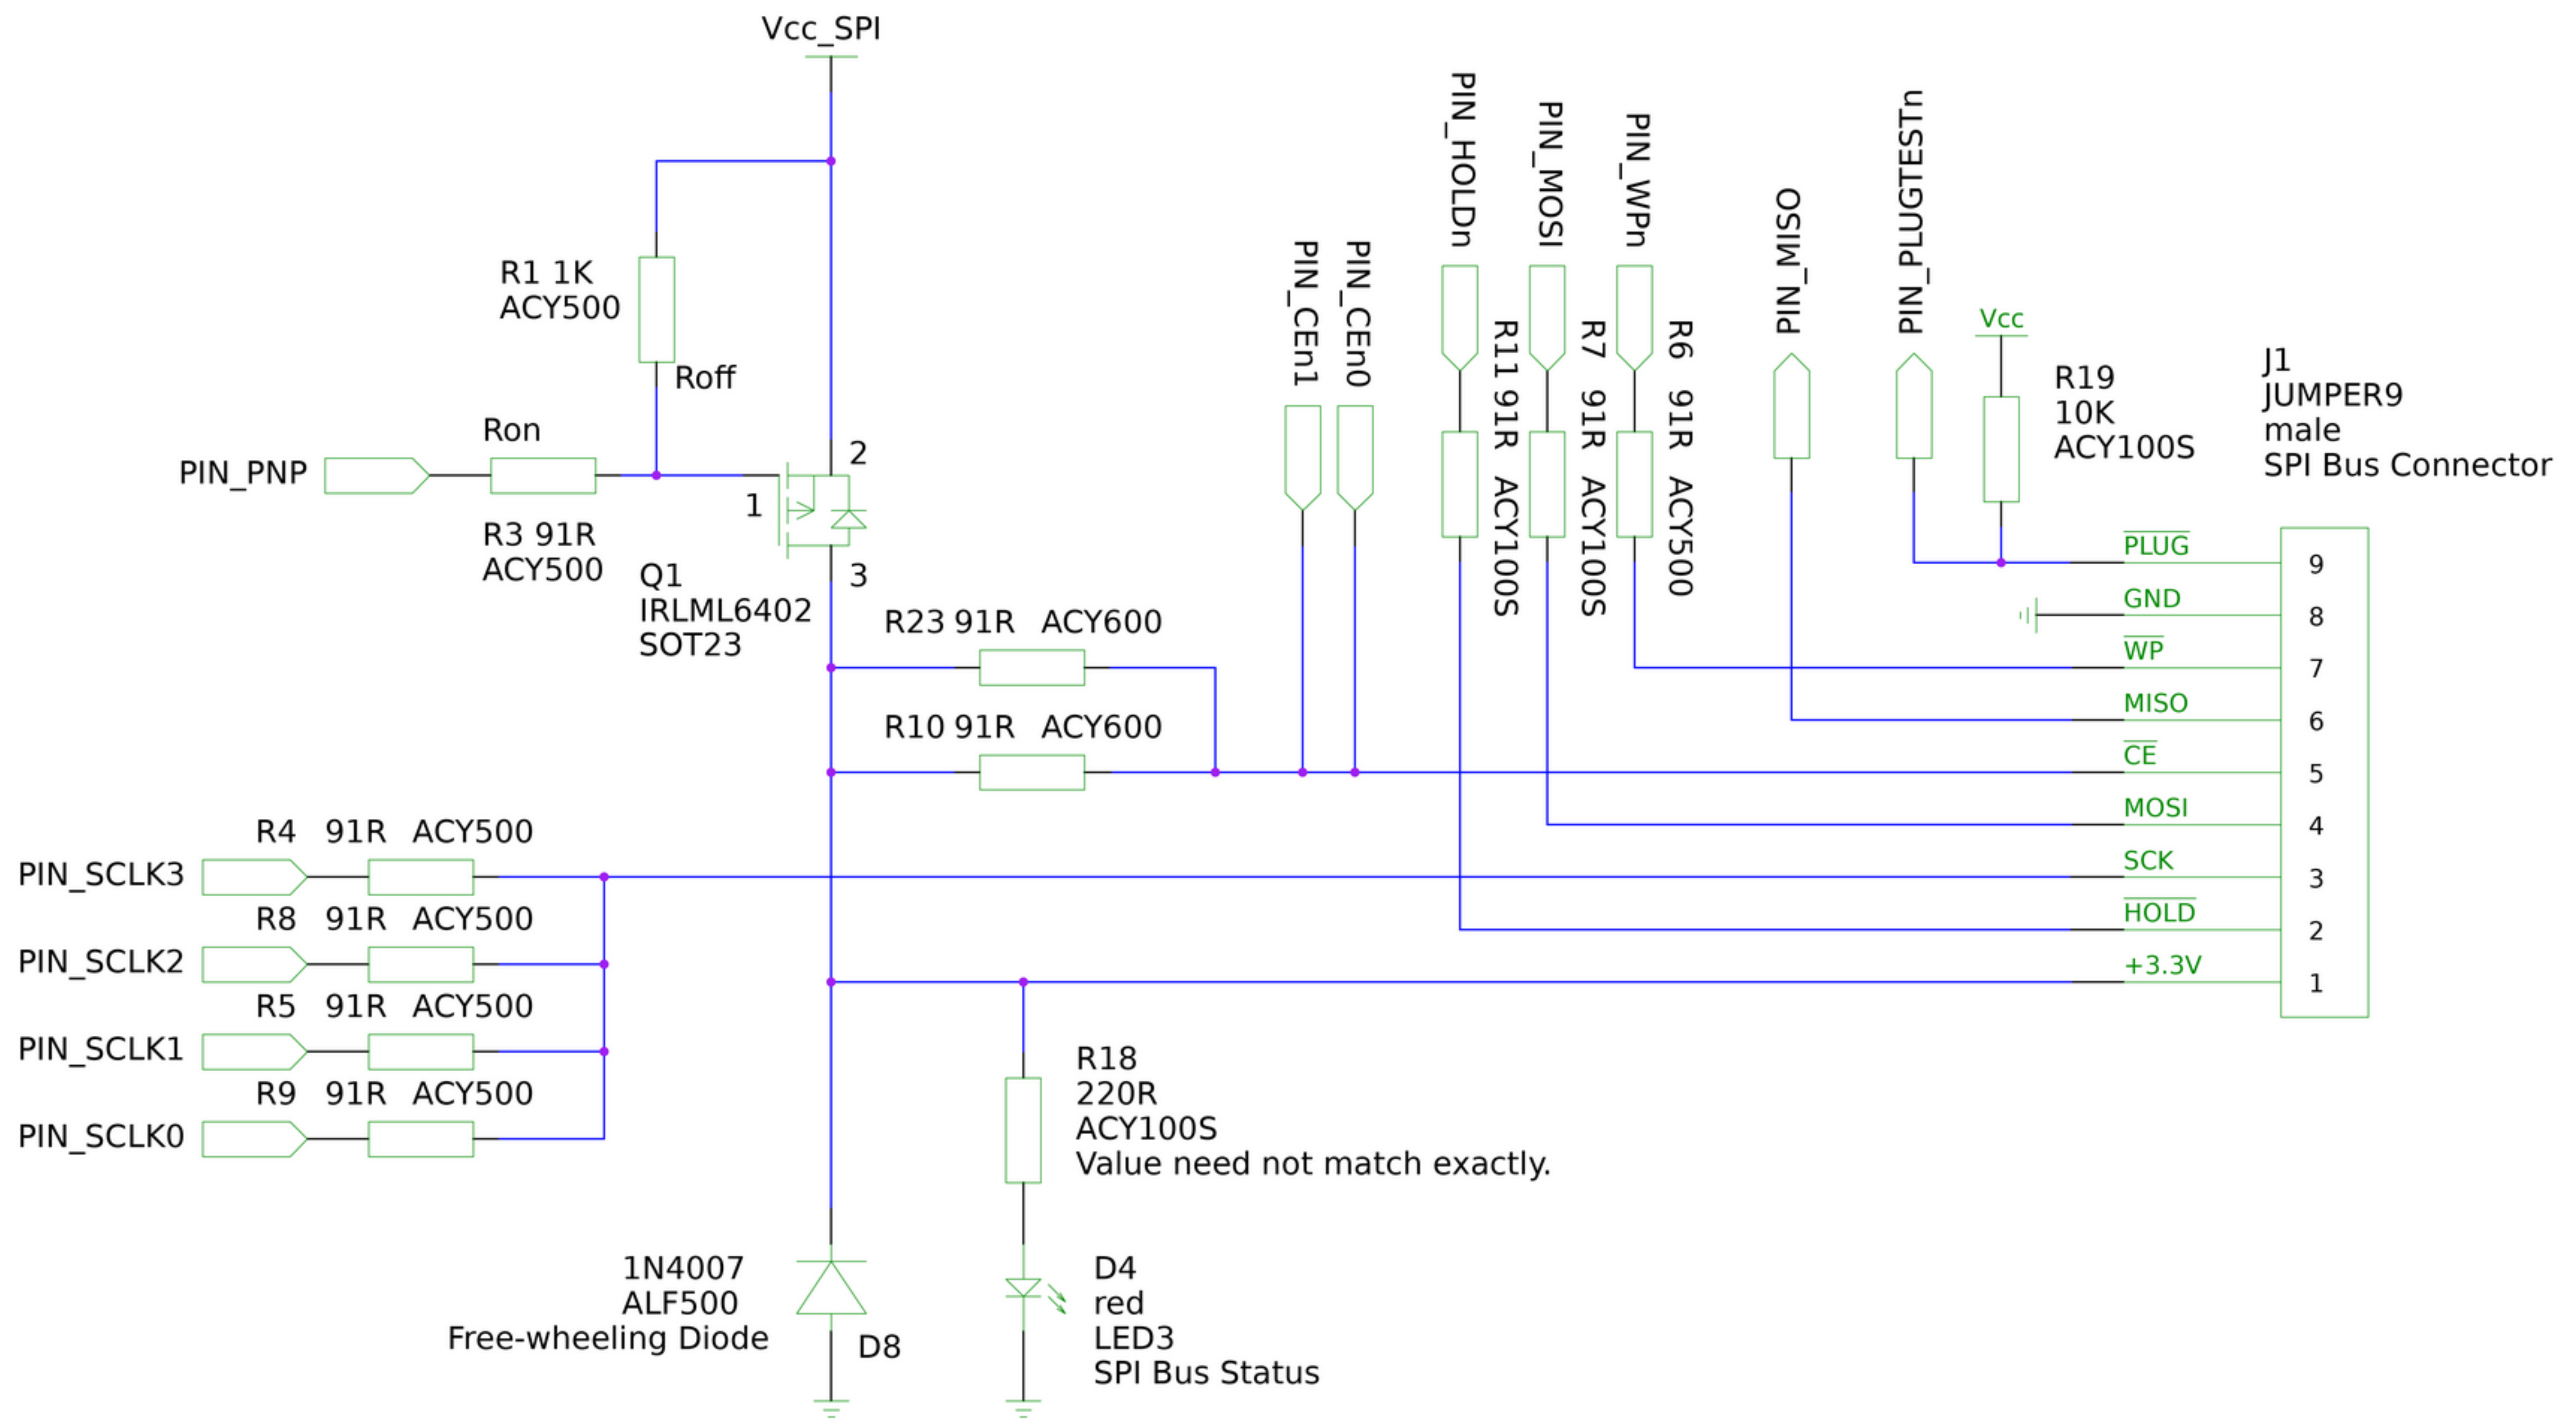 Vcc_SPI
R1 1K
ACY500
Roff
Ron
PIN_PNP
R3 91R
ACY500
1
2
3
Q1
IRLML6402
SOT23
R23 91R ACY600
R10 91R ACY600
PIN_CEn1
PIN_CEn0
PIN_HOLDn
R11 91R ACY100S
PIN_MOSI
R7 91R ACY100S
PIN_WPn
R6 91R ACY500
PIN_MISO
PIN_PLUGTESTn
Vcc
R19
10K
ACY100S
J1
JUMPER9
male
SPI Bus Connector
PLUG 9
GND 8
WP 7
MISO 6
CE 5
MOSI 4
SCK 3
HOLD 2
+3.3V 1
R4 91R ACY500
PIN_SCLK3
R8 91R ACY500
PIN_SCLK2
R5 91R ACY500
PIN_SCLK1
R9 91R ACY500
PIN_SCLK0
R18
220R
ACY100S
Value need not match exactly.
1N4007
ALF500
Free-wheeling Diode
D8
D4
red
LED3
SPI Bus Status